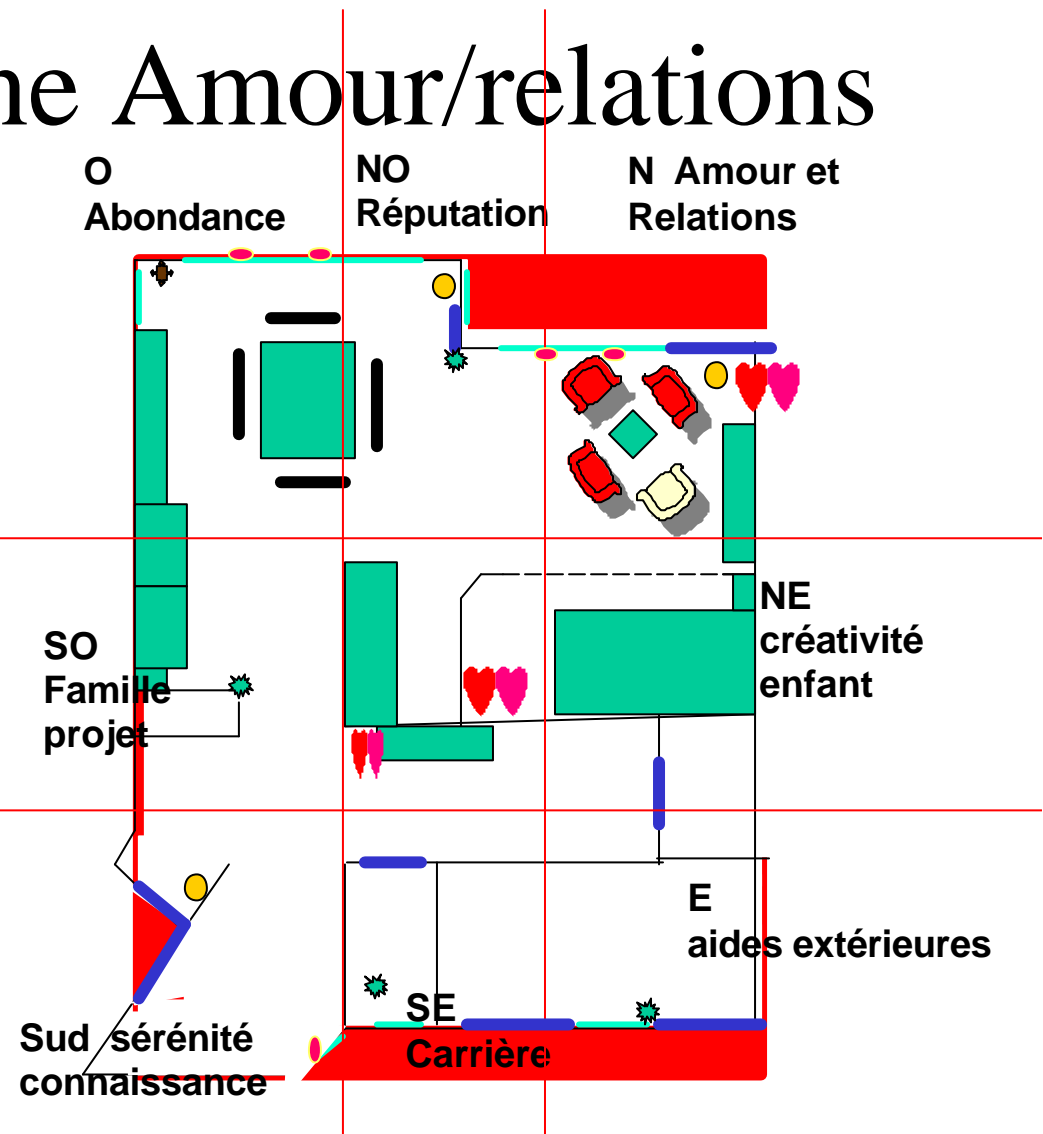 ne Amour/relations
O
Abondance
NO
Réputation
N  Amour et
Relations
NE
créativité
enfant
SO
Famille
projet
E
aides extérieures
SE
Carrière
Sud  sérénité
connaissance